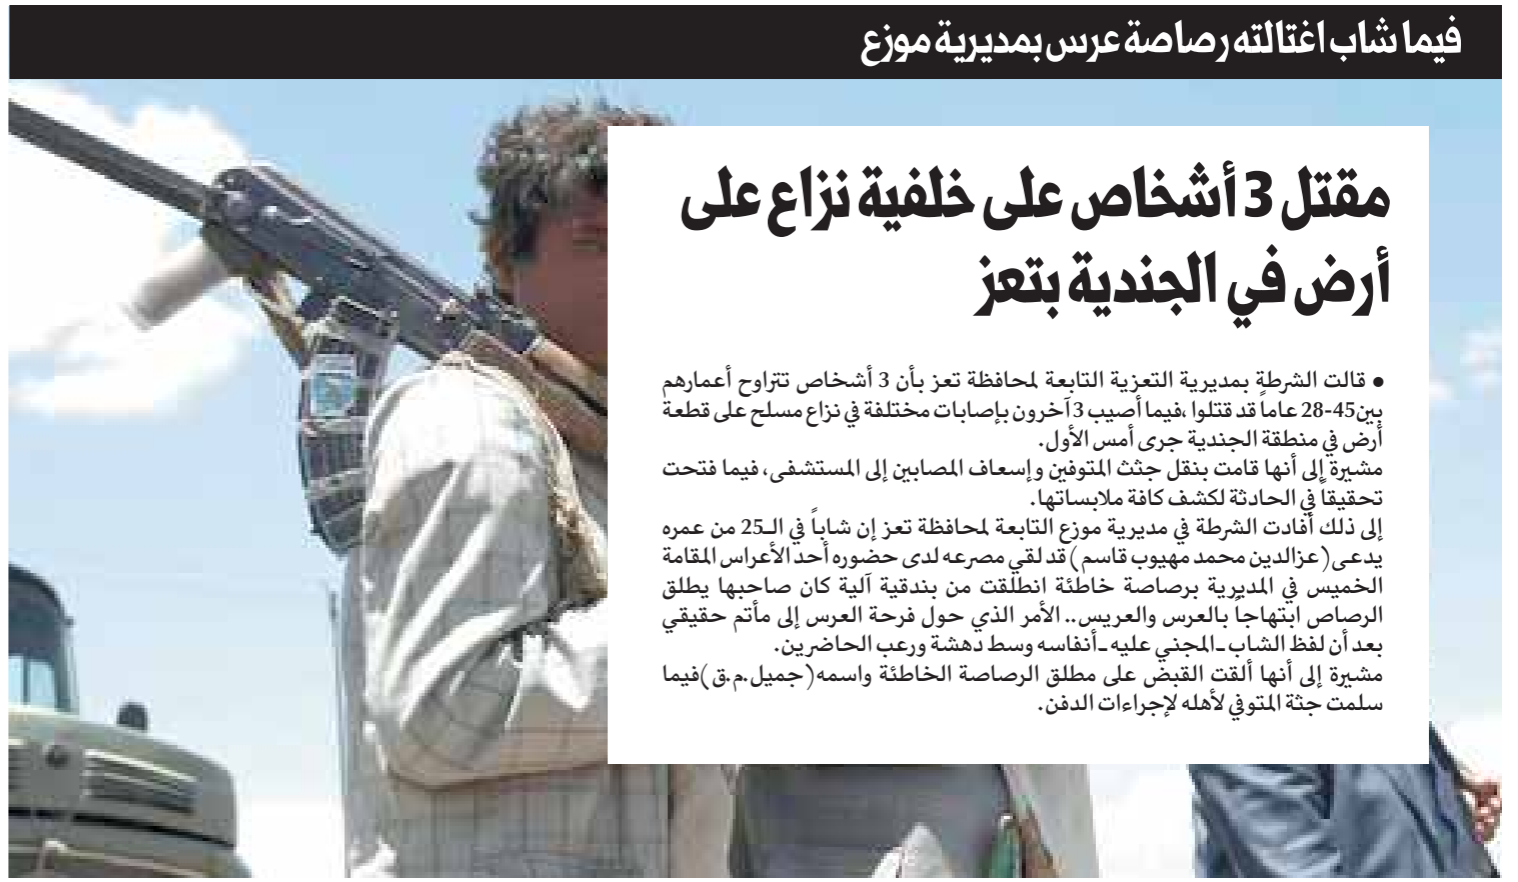 فيما شاب اغتالته رصاصة عرس بمديرية موزع
مقتل 3 أشخاص على خلفية نزاع على
أرض في الجندية بتعز
● قالت الشرطةٍ بمديرية التعزية التابعة لمحافظة تعز بأن 3 أشخاص تتراوح أعمارهم
بين45-28 عاما قد قتلوا ،فيما أصيب 3 آخرون بإصابات مختلفة في نزاع مسلح على قطعة
أرض في منطقة الجندية جرى أمس الأول.
مشيرة إلى أنها قامت بنقل جثث المتوفين وإسعاف المصابين إلى المستشفى، فيما فتحت
تحقيقاً في الحادثة لكشف كافة ملابساتها.
إلى ذلك أفادت الشرطة في مديرية موزع التابعة لمحافظة تعز إن شاباً في الـ25 من عمره
يدعى(عزالدين محمد مهيوب قاسم )قد لقي مصرعه لدى حضوره أحد الأعراس المقامة
الخميس في المديرية برصاصة خاطئة انطلقت من بندقية آلية كان صاحبها يطلق
الرصاص ابتهاجاً بالعرس والعريس.. الأمر الذي حول فرحة العرس إلى مأتم حقيقي
بعد أن لفظ الشاب ـ المجني عليه ـ أنفاسه وسط دهشة ورعب الحاضرين.
مشيرة إلى أنها ألقت القبض على مطلق الرصاصة الخاطئة واسمه(جميل.م.ق)فيما
سلمت جثة المتوفي لأهله لإجراءات الدفن.